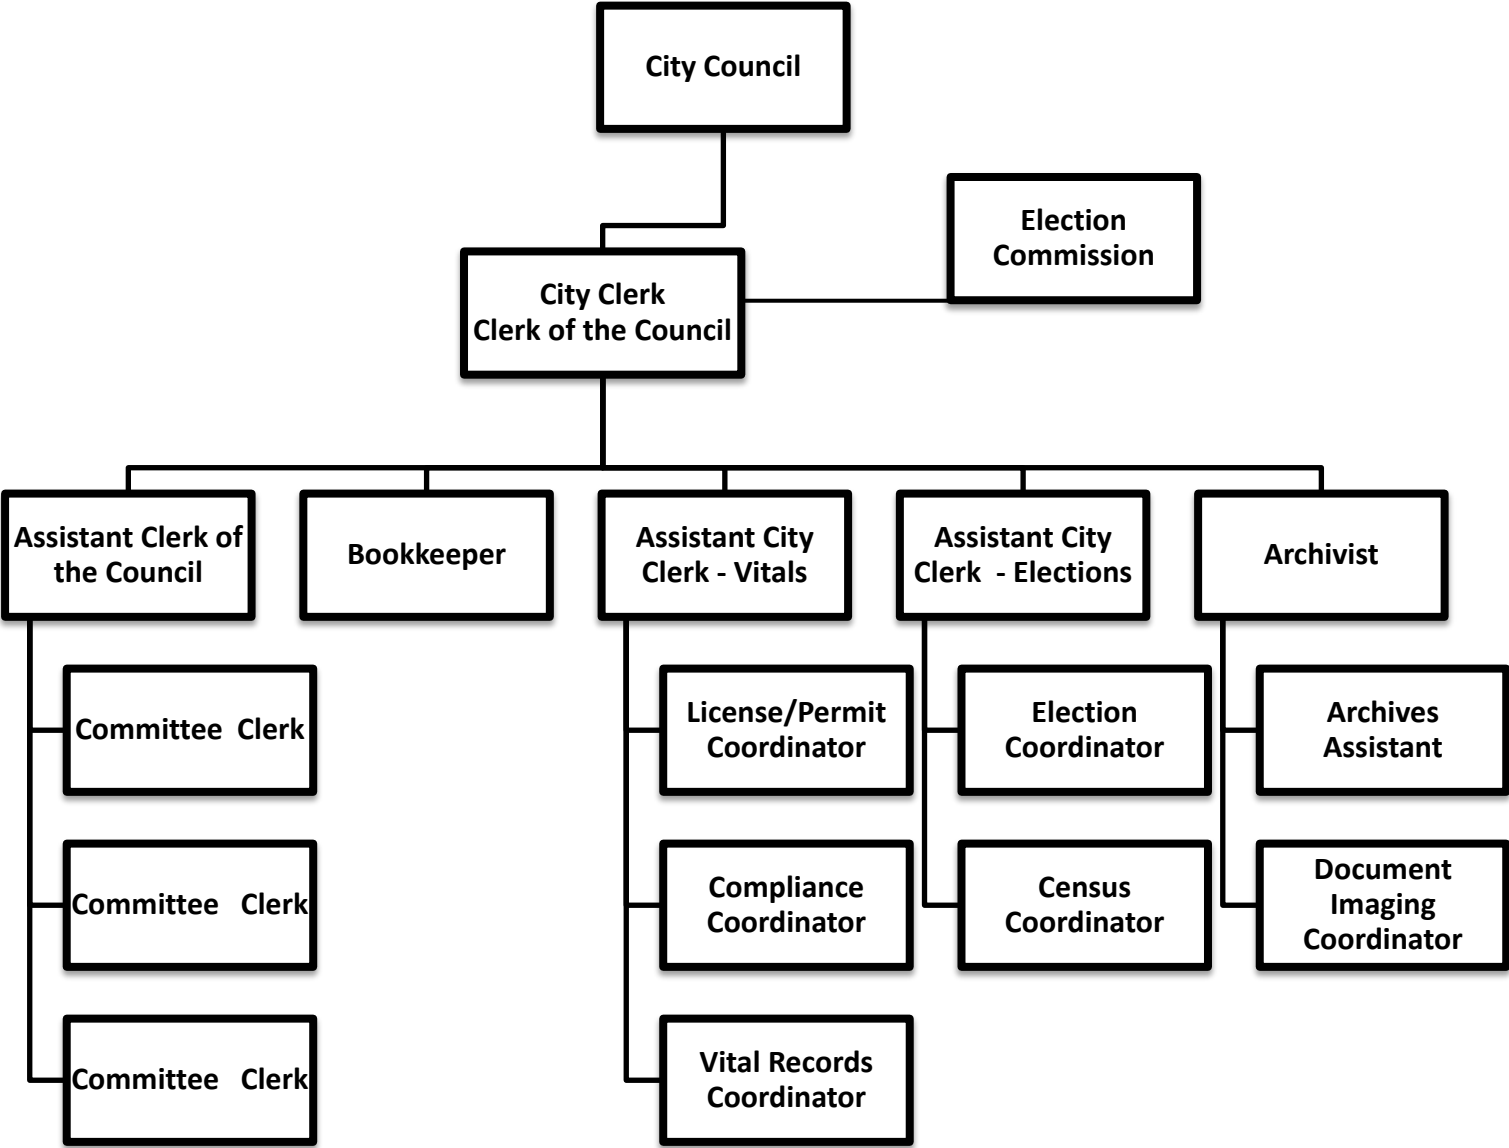 City Council
Election
Commission
City Clerk
Clerk of the Council
Assistant Clerk of
the Council
Bookkeeper
Assistant City
Clerk - Vitals
Assistant City
Clerk  - Elections
Archivist
Committee  Clerk
License/Permit
Coordinator
Election
Coordinator
Archives
Assistant
Committee   Clerk
Compliance
Coordinator
Census
Coordinator
Document
Imaging
Coordinator
Committee   Clerk
Vital Records
Coordinator